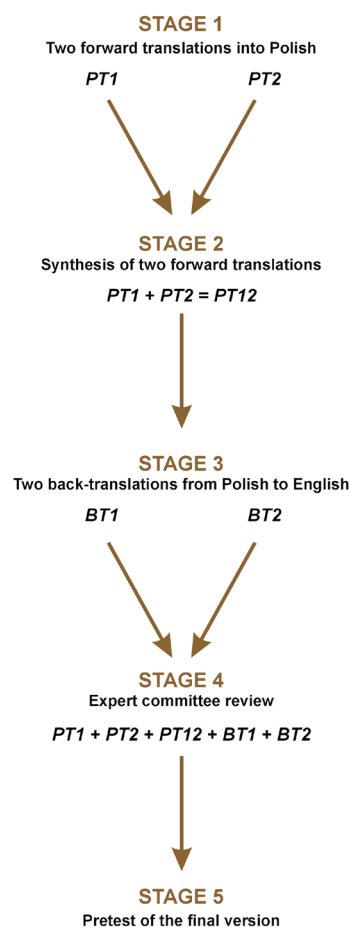 STAGE 1
Two forward translations into Polish
PT1 PT2
STAGE 2
Synthesis of two forward translations
PT1 + PT2 = PT12
STAGE 3
Two back-translations from Polish to English
BT1 BT2
STAGE 4
Expert committee review
PT1 + PT2 + PT12 + BT1 + BT2
STAGE 5
Pretest of the final version